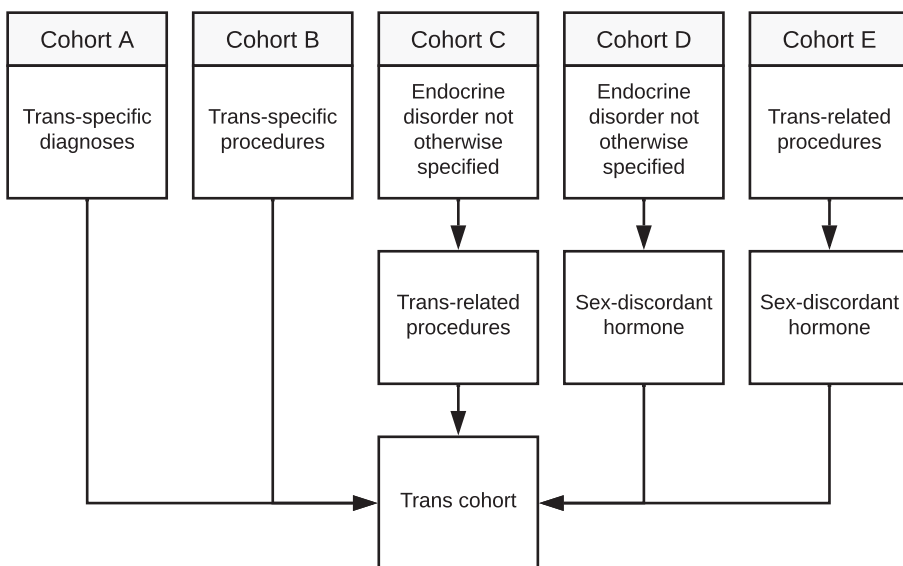 Cohort A
Trans-specific
diagnoses
Cohort B
Trans-specific
procedures
Cohort C
Endocrine
disorder not
otherwise
specified
Cohort D
Endocrine
disorder not
otherwise
specified
Cohort E
Trans-related
procedures
Trans-related
procedures
Sex-discordant
hormone
Sex-discordant
hormone
Trans cohort